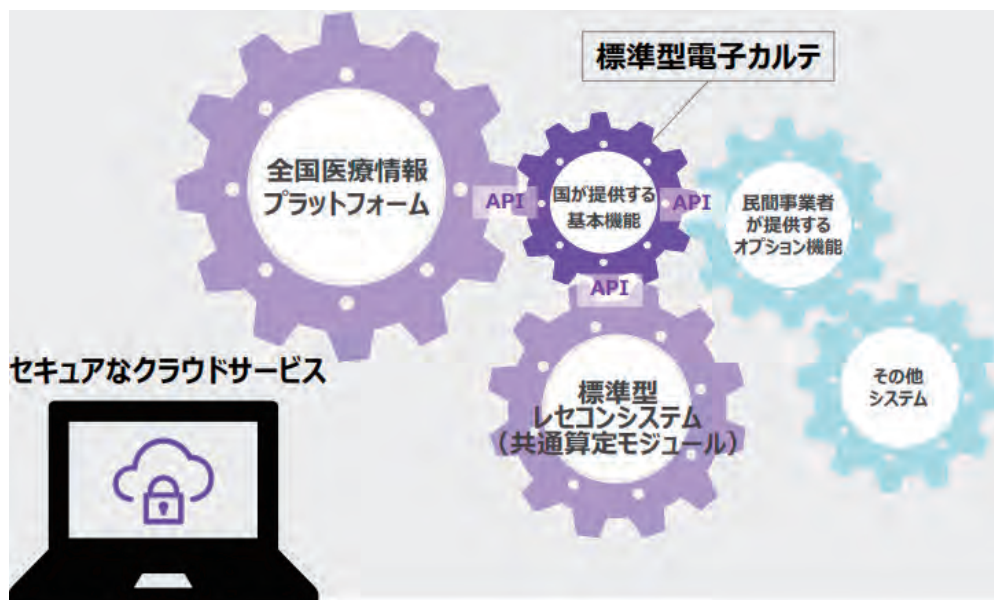 標準型電子カルテ
全国医療情報
プラットフォーム
API
国が提供する
基本機能
API
民間事業者
が提供する
オプション機能
API
セキュアなクラウドサービス
標準型
レセコンシステム
（共通算定モジュール）
その他
システム